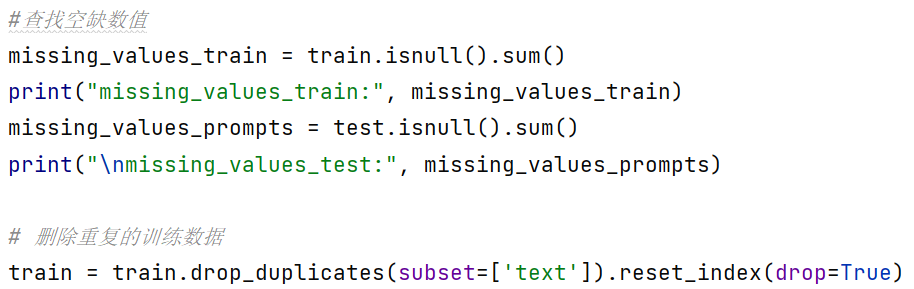 #查找空缺数值
missing_values_train = train.isnull().sum()
print("missing_values_train:", missing_values_train)
missing_values_prompts = test.isnull().sum()
print("\nmissing_values_test:", missing_values_prompts)
# 删除重复的训练数据
train = train.drop_duplicates(subset=['text']).reset_index(drop=True)